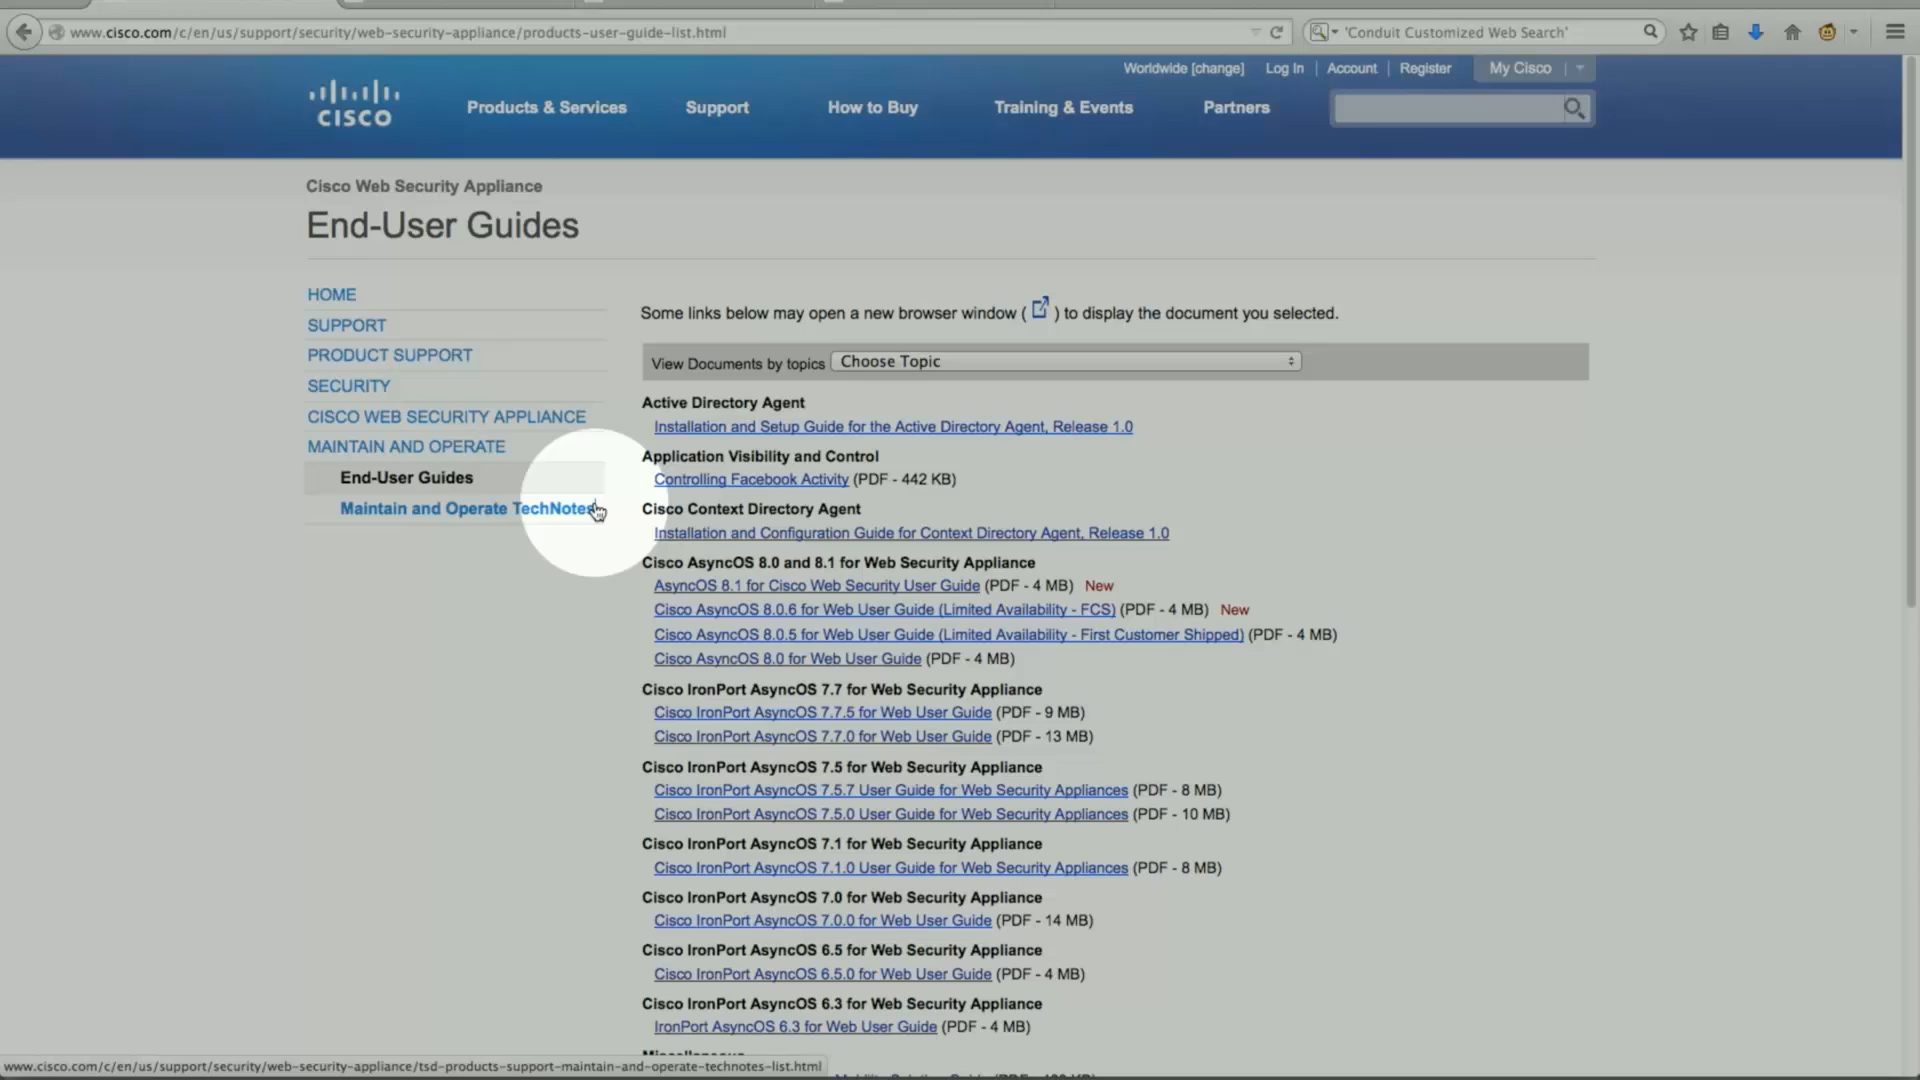 www.cisco.com/c/en/us/support/security/web-security-appliance/products-user-guide-list.html
'Conduit Customized Web Search'
Worldwide [change] Log In Account Register My Cisco
CISCO
Products & Services Support How to Buy Training & Events Partners
Cisco Web Security Appliance
End-User Guides
HOME
SUPPORT
PRODUCT SUPPORT
SECURITY
CISCO WEB SECURITY APPLIANCE
MAINTAIN AND OPERATE
End-User Guides
Maintain and Operate TechNotes
Some links below may open a new browser window ( ) to display the document you selected.
View Documents by topics Choose Topic
Active Directory Agent
Installation and Setup Guide for the Active Directory Agent, Release 1.0
Application Visibility and Control
Controlling Facebook Activity (PDF - 442 KB)
Cisco Context Directory Agent
Installation and Configuration Guide for Context Directory Agent, Release 1.0
Cisco AsyncOS 8.0 and 8.1 for Web Security Appliance
AsyncOS 8.1 for Cisco Web Security User Guide (PDF - 4 MB) New
Cisco AsyncOS 8.0.6 for Web User Guide (Limited Availability - FCS) (PDF - 4 MB) New
Cisco AsyncOS 8.0.5 for Web User Guide (Limited Availability - First Customer Shipped) (PDF - 4 MB)
Cisco AsyncOS 8.0 for Web User Guide (PDF - 4 MB)
Cisco IronPort AsyncOS 7.7 for Web Security Appliance
Cisco IronPort AsyncOS 7.7.5 for Web User Guide (PDF - 9 MB)
Cisco IronPort AsyncOS 7.7.0 for Web User Guide (PDF - 13 MB)
Cisco IronPort AsyncOS 7.5 for Web Security Appliance
Cisco IronPort AsyncOS 7.5.7 User Guide for Web Security Appliances (PDF - 8 MB)
Cisco IronPort AsyncOS 7.5.0 User Guide for Web Security Appliances (PDF - 10 MB)
Cisco IronPort AsyncOS 7.1 for Web Security Appliance
Cisco IronPort AsyncOS 7.1.0 User Guide for Web Security Appliances (PDF - 8 MB)
Cisco IronPort AsyncOS 7.0 for Web Security Appliance
Cisco IronPort AsyncOS 7.0.0 for Web User Guide (PDF - 14 MB)
Cisco IronPort AsyncOS 6.5 for Web Security Appliance
Cisco IronPort AsyncOS 6.5.0 for Web User Guide (PDF - 4 MB)
Cisco IronPort AsyncOS 6.3 for Web Security Appliance
IronPort AsyncOS 6.3 for Web User Guide (PDF - 4 MB)
www.cisco.com/c/en/us/support/security/web-security-appliance/tsd-products-support-maintain-and-operate-technotes-list.html